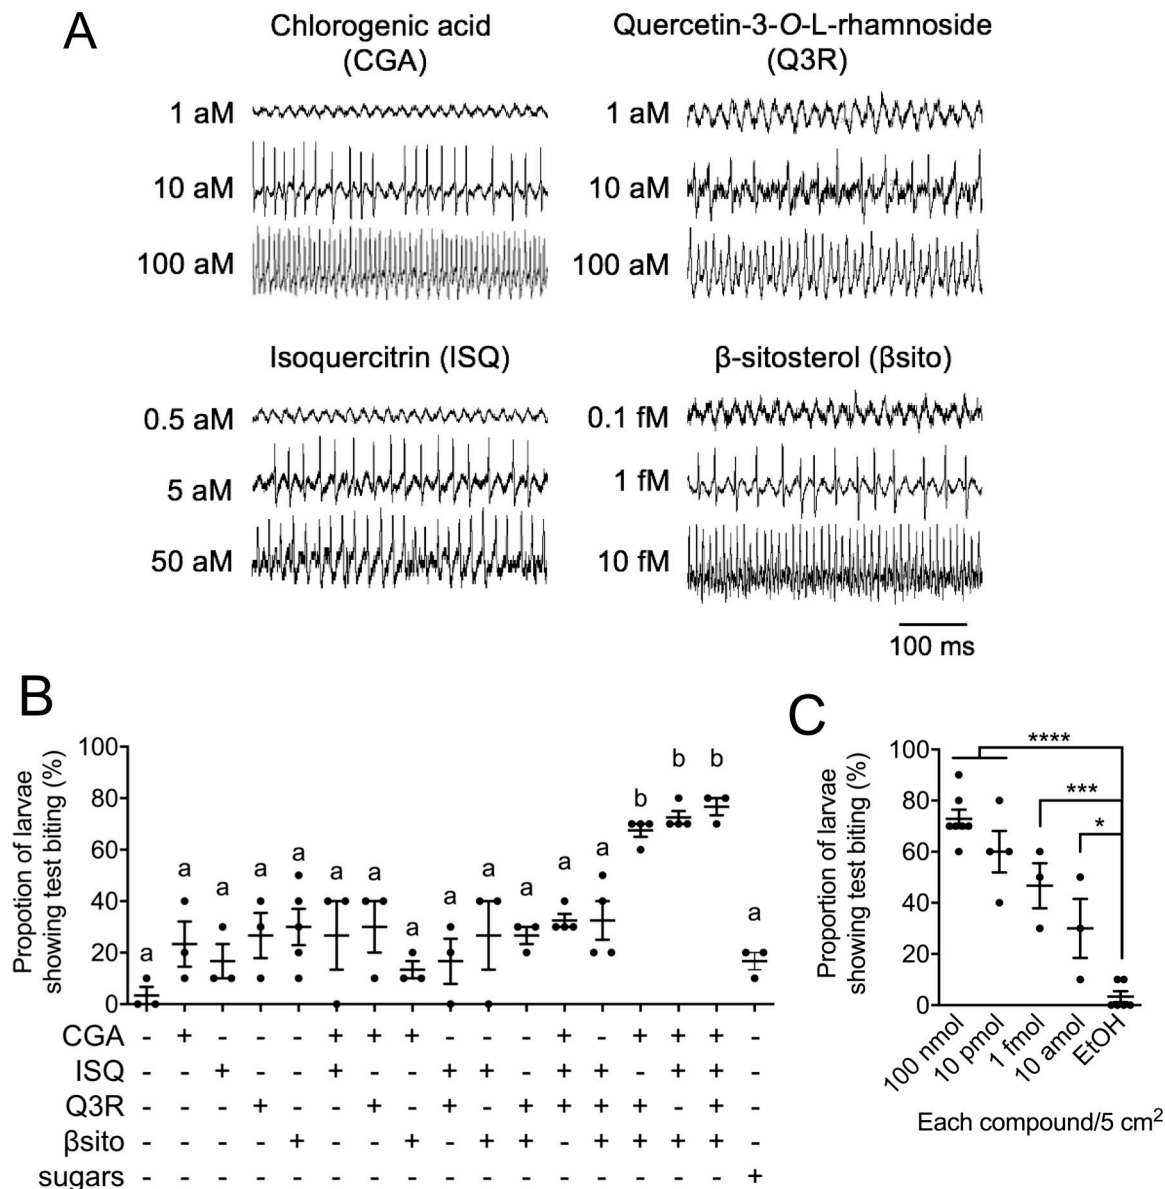 A
Chlorogenic acid
(CGA)
1 aM
10 aM
100 aM
Quercetin-3-O-L-rhamnoside
(Q3R)
1 aM
10 aM
100 aM
Isoquercitrin (ISQ)
0.5 aM
5 aM
50 aM
β-sitosterol (βsito)
0.1 fM
1 fM
10 fM
100 ms
B
Propotion of larvae
showing test biting (%)
100
80
60
40
20
0
a a a a a a a a a a a a a b b b a
CGA - + - - - + + + - - - + - + + + -
ISQ - - + - - + - - + + - + + - + + -
Q3R - - - + - - + - + - + + + + - + -
βsito - - - - + - - + - + + - + + + + -
sugars - - - - - - - - - - - - - - - - +
C
Proportion of larvae
showing test biting (%)
100
80
60
40
20
0
****
***
*
100 nmol
10 pmol
1 fmol
10 amol
EtOH
Each compound/5 cm2